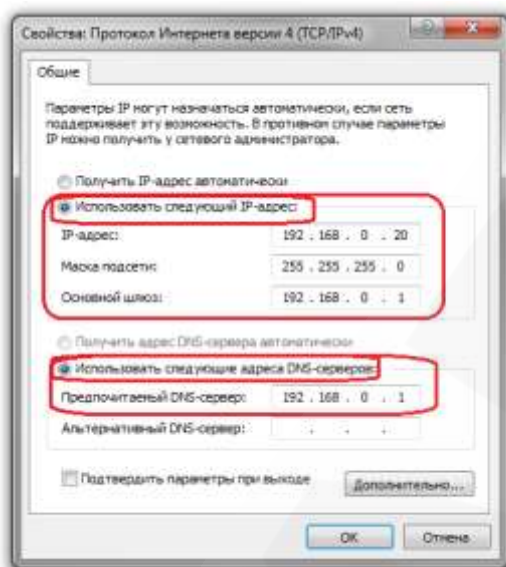 Свойства: Протокол Интернета версии 4 (TCP/IPv4)
Общие
Параметры IP могут назначаться автоматически, если сеть
поддерживает эту возможность. В противном случае параметры
IP можно получить у сетевого администратора.
Получить IP-адрес автоматически
Использовать следующий IP-адрес:
IP-адрес: 192 . 168 . 0 . 20
Маска подсети: 255 . 255 . 255 . 0
Основной шлюз: 192 . 168 . 0 . 1
Получить адрес DNS-сервера автоматически
Использовать следующие адреса DNS-серверов:
Предпочитаемый DNS-сервер: 192 . 168 . 0 . 1
Альтернативный DNS-сервер: . . .
Подтвердить параметры при выходе
Дополнительно...
OK Отмена